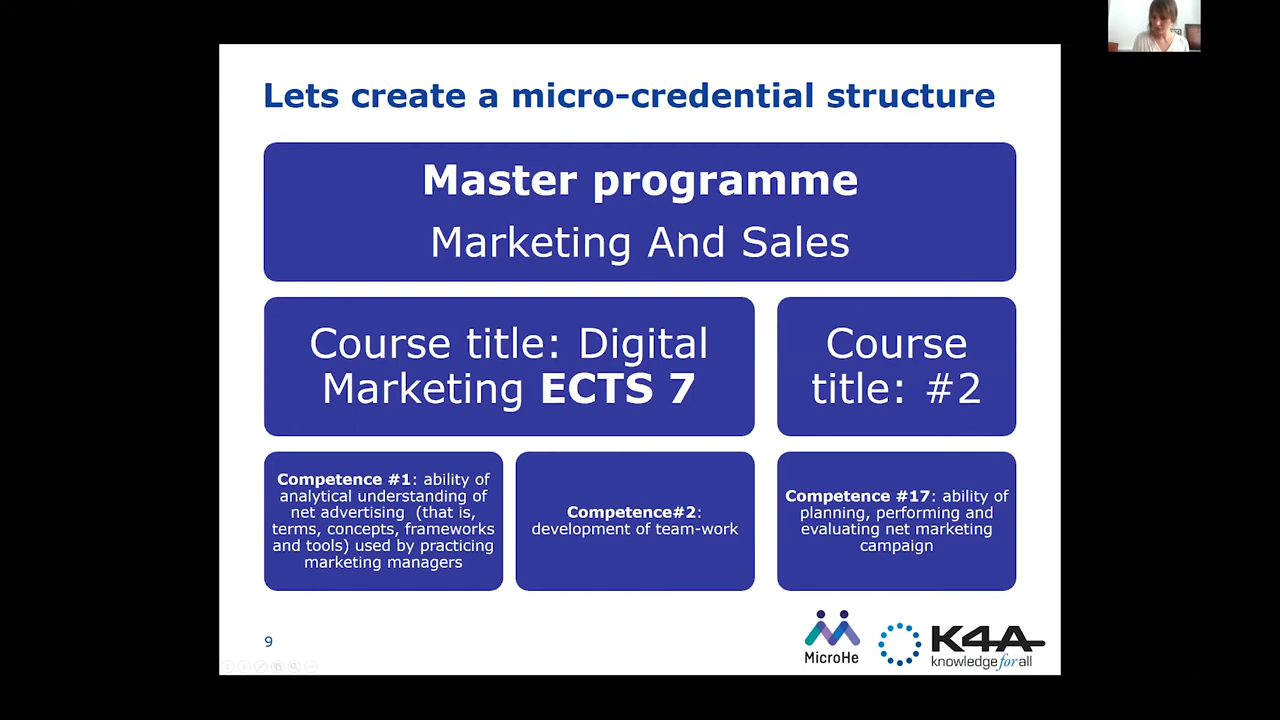 Lets create a micro-credential structure
Master programme
Marketing And Sales
Course title: Digital
Marketing ECTS 7
Course
title: #2
Competence #1: ability of
analytical understanding of
net advertising (that is,
terms, concepts, frameworks
and tools) used by practicing
marketing managers
Competence#2:
development of team-work
Competence #17: ability of
planning, performing and
evaluating net marketing
campaign
9
MicroHe
K4A
knowledge for all